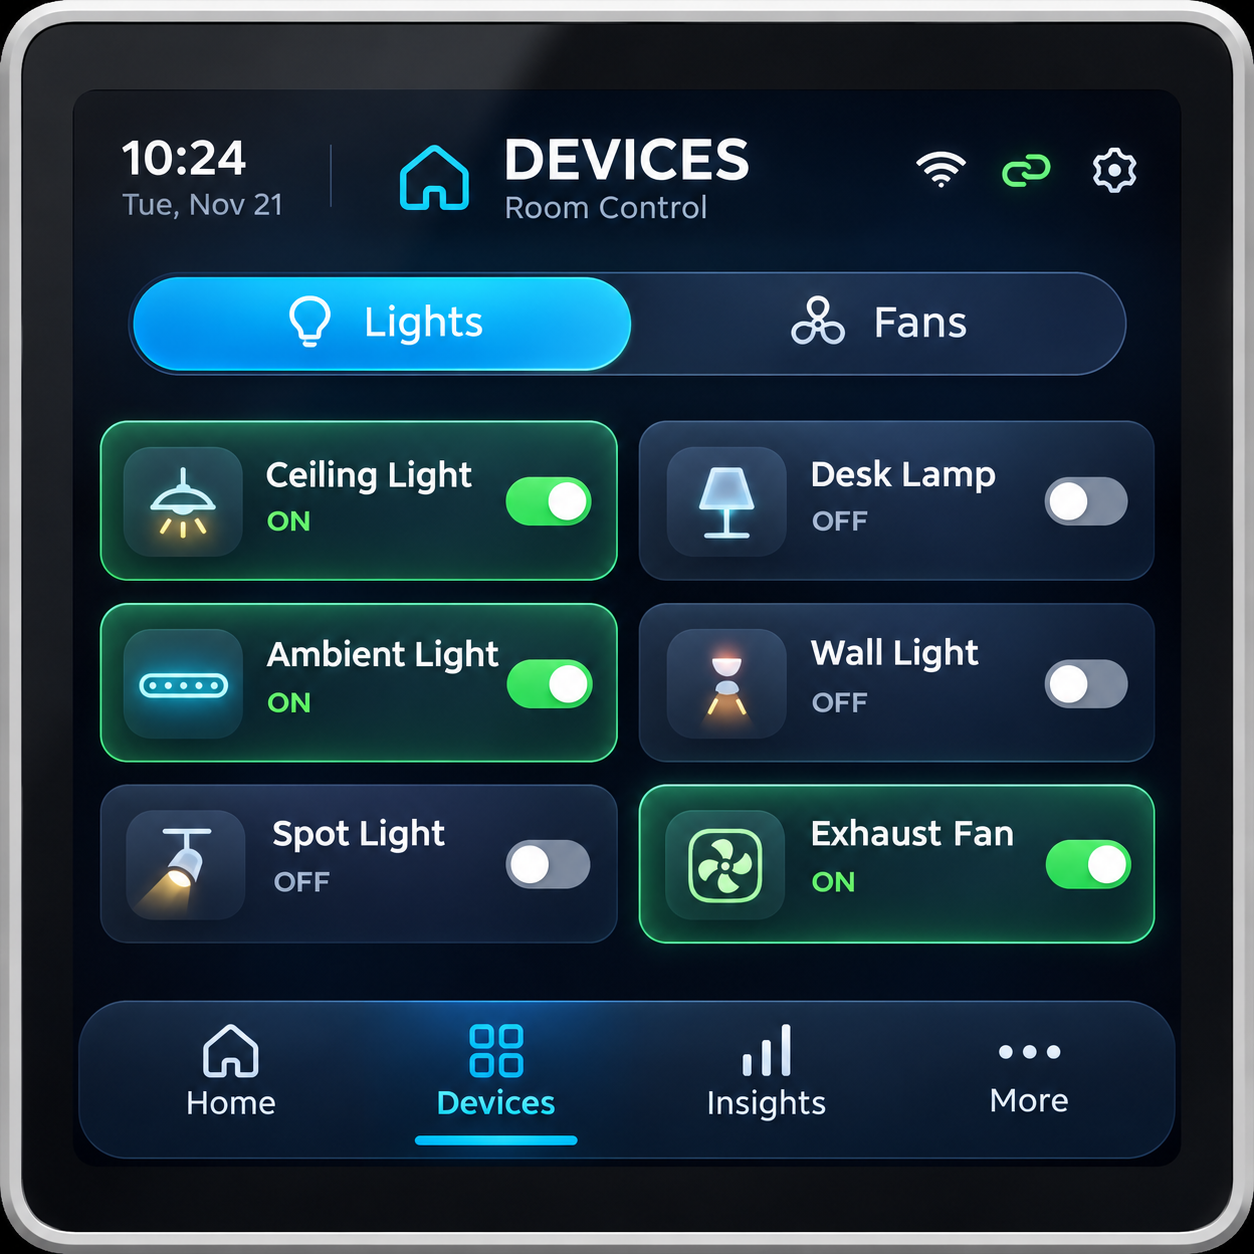 10:24
Tue, Nov 21
DEVICES
Room Control
Lights
Fans
Ceiling Light
ON
Desk Lamp
OFF
Ambient Light
ON
Wall Light
OFF
Spot Light
OFF
Exhaust Fan
ON
Home
Devices
Insights
More